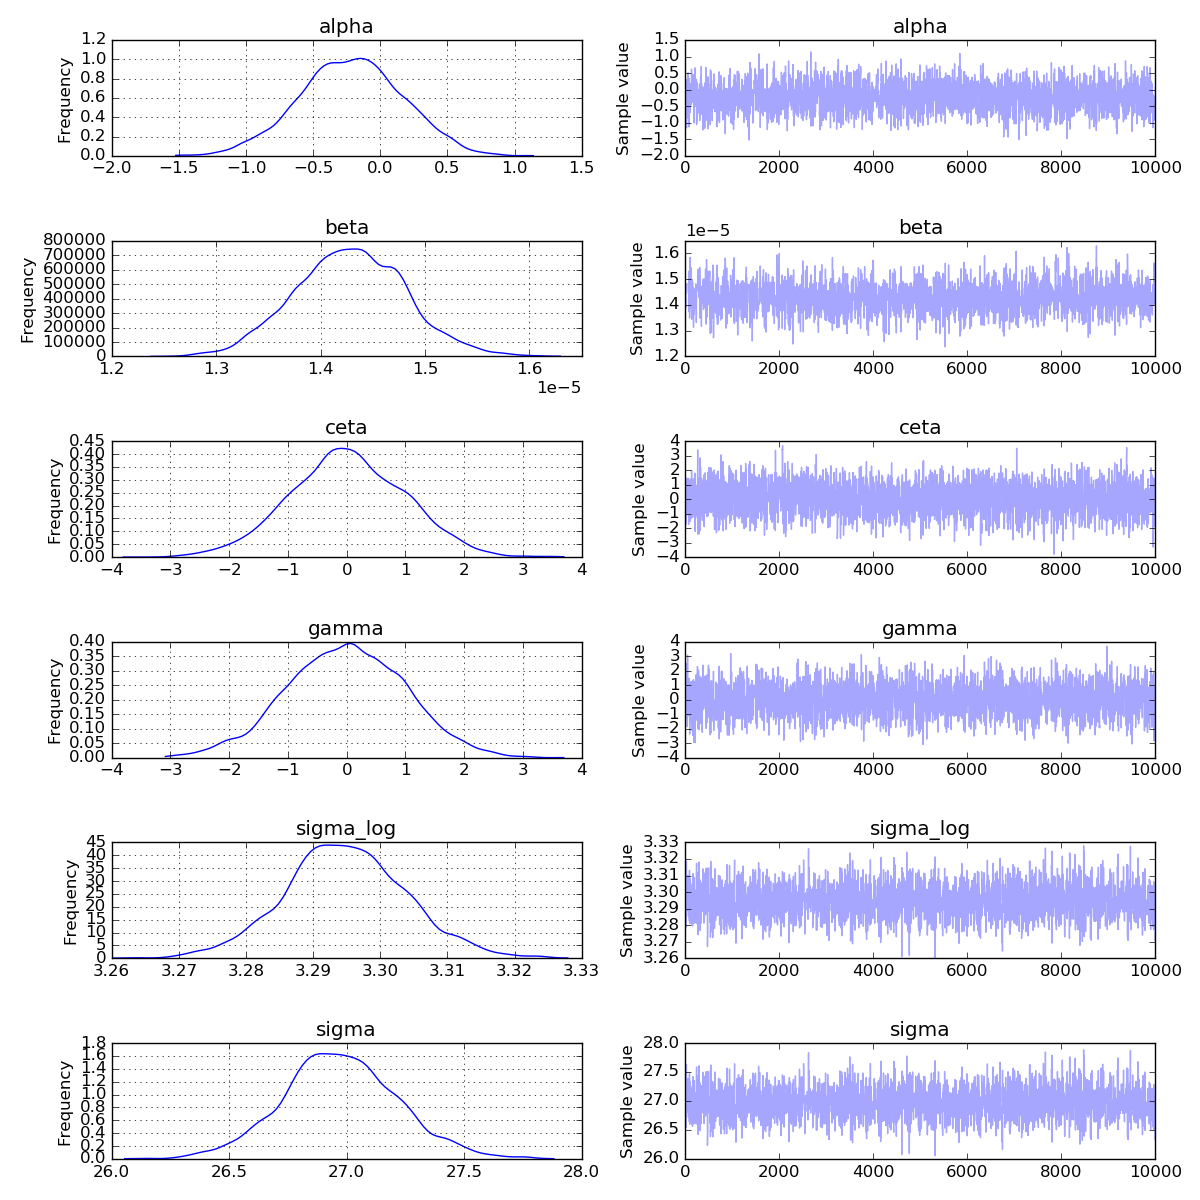 alpha
Frequency
1.2
1.0
0.8
0.6
0.4
0.2
0.0
−2.0 −1.5 −1.0 −0.5 0.0 0.5 1.0 1.5
alpha
Sample value
1.5
1.0
0.5
0.0
−0.5
−1.0
−1.5
−2.0
0 2000 4000 6000 8000 10000
beta
Frequency
800000
700000
600000
500000
400000
300000
200000
100000
0
1.2 1.3 1.4 1.5 1.6
1e−5
beta
1e−5
Sample value
1.6
1.5
1.4
1.3
1.2
0 2000 4000 6000 8000 10000
ceta
Frequency
0.45
0.40
0.35
0.30
0.25
0.20
0.15
0.10
0.05
0.00
−4 −3 −2 −1 0 1 2 3 4
ceta
Sample value
4
3
2
1
0
−1
−2
−3
−4
0 2000 4000 6000 8000 10000
gamma
Frequency
0.40
0.35
0.30
0.25
0.20
0.15
0.10
0.05
0.00
−4 −3 −2 −1 0 1 2 3 4
gamma
Sample value
4
3
2
1
0
−1
−2
−3
−4
0 2000 4000 6000 8000 10000
sigma_log
Frequency
45
40
35
30
25
20
15
10
5
0
3.26 3.27 3.28 3.29 3.30 3.31 3.32 3.33
sigma_log
Sample value
3.33
3.32
3.31
3.30
3.29
3.28
3.27
3.26
0 2000 4000 6000 8000 10000
sigma
Frequency
1.8
1.6
1.4
1.2
1.0
0.8
0.6
0.4
0.2
0.0
26.0 26.5 27.0 27.5 28.0
sigma
Sample value
28.0
27.5
27.0
26.5
26.0
0 2000 4000 6000 8000 10000